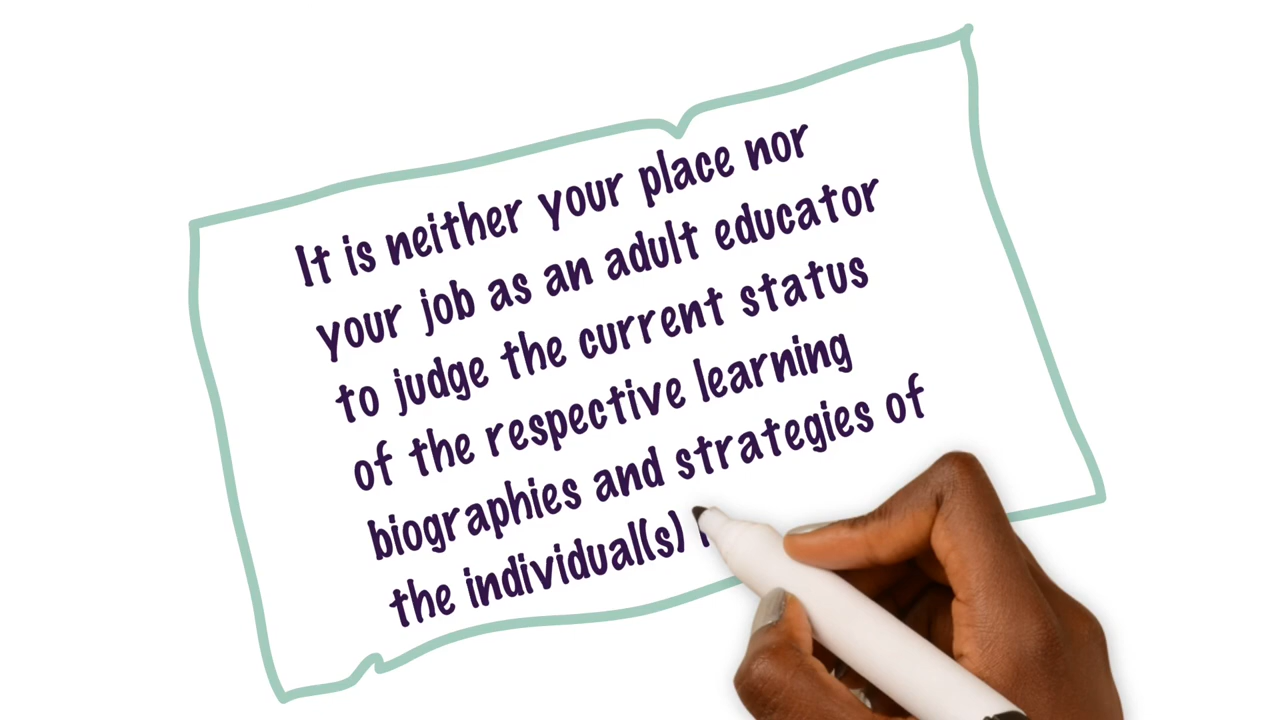 It is neither your place nor
your job as an adult educator
to judge the current status
of the respective learning
biographies and strategies of
the individual(s)